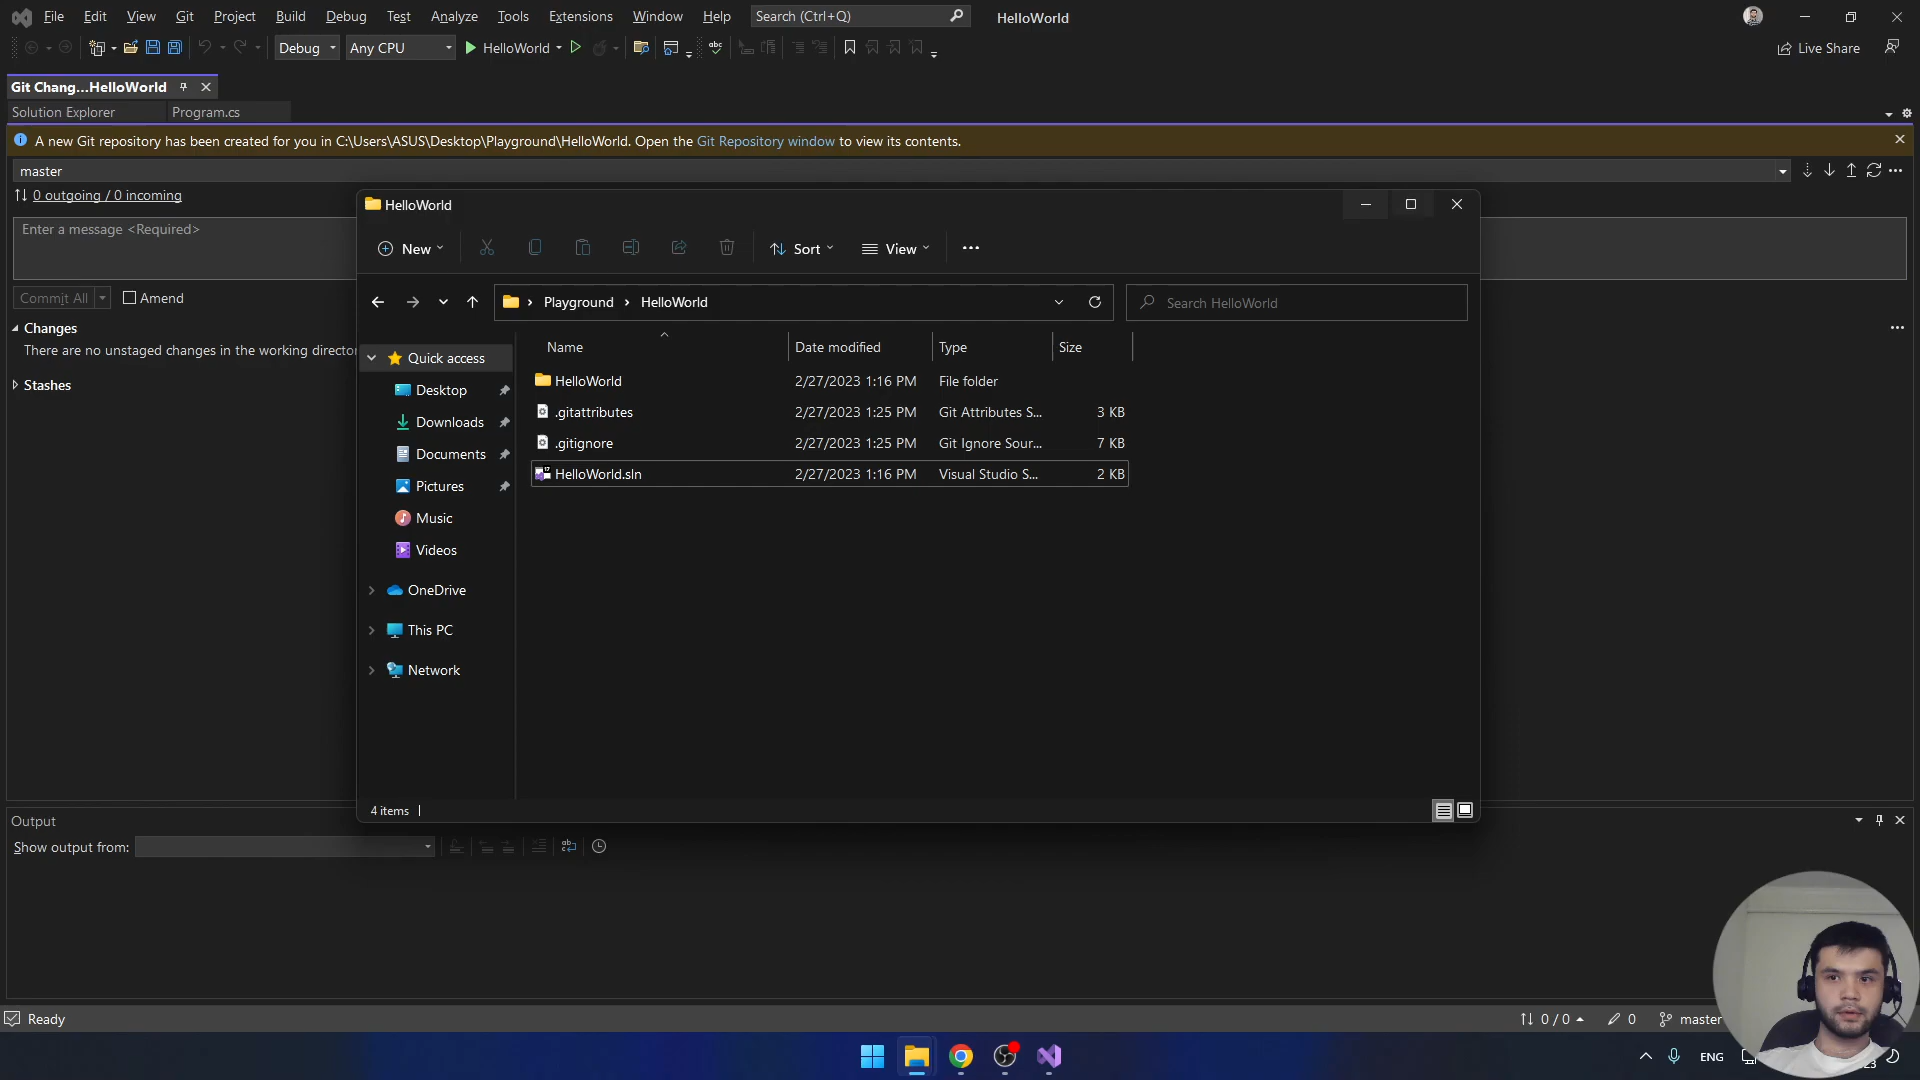 File Edit View Git Project Build Debug Test Analyze Tools Extensions Window Help Search (Ctrl+Q) HelloWorld
Debug Any CPU HelloWorld Live Share
Git Chang...HelloWorld
Solution Explorer Program.cs
A new Git repository has been created for you in C:\Users\ASUS\Desktop\Playground\HelloWorld. Open the Git Repository window to view its contents.
master
0 outgoing / 0 incoming
Enter a message <Required>
Commit All Amend
Changes
There are no unstaged changes in the working director
Stashes
HelloWorld
New Sort View
Playground HelloWorld Search HelloWorld
Name Date modified Type Size
Quick access
Desktop
Downloads
Documents
Pictures
Music
Videos
OneDrive
This PC
Network
HelloWorld 2/27/2023 1:16 PM File folder
.gitattributes 2/27/2023 1:25 PM Git Attributes S... 3 KB
.gitignore 2/27/2023 1:25 PM Git Ignore Sour... 7 KB
HelloWorld.sln 2/27/2023 1:16 PM Visual Studio S... 2 KB
4 items
Output
Show output from:
Ready 0 / 0 0 master
ENG